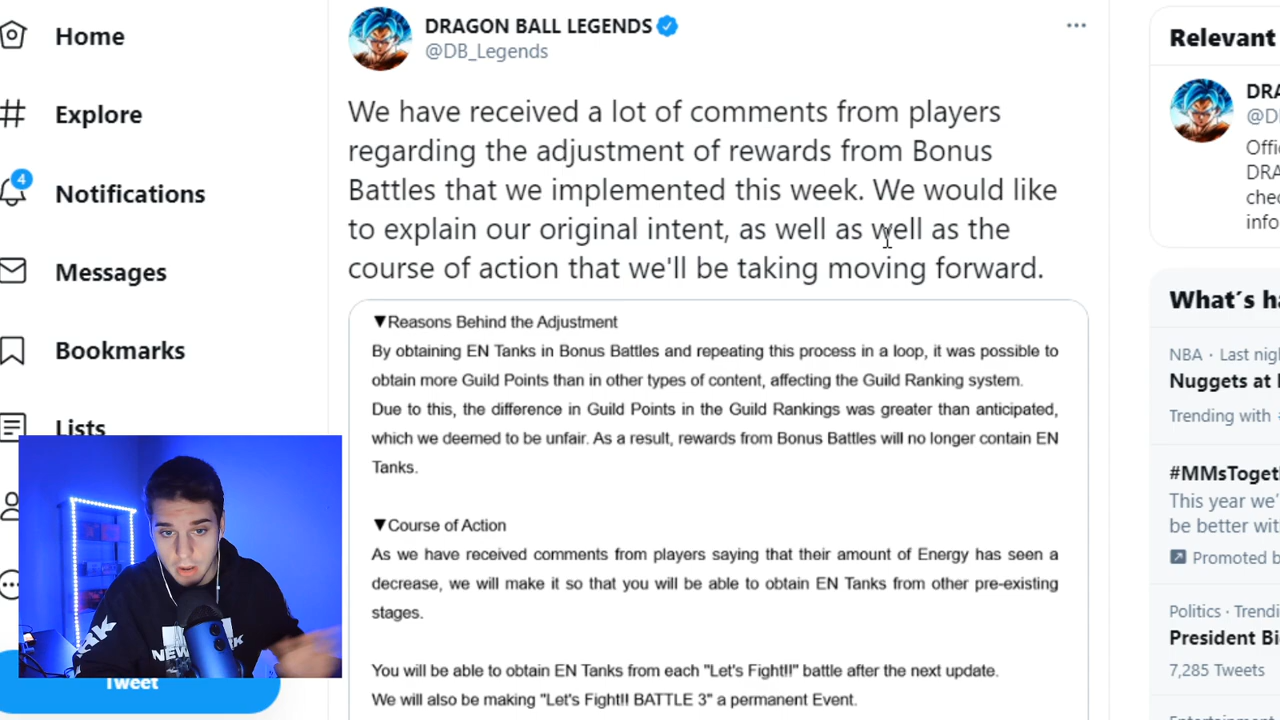 Home
Explore
4
Notifications
Messages
Bookmarks
Lists
Tweet
DRAGON BALL LEGENDS
@DB_Legends
We have received a lot of comments from players
regarding the adjustment of rewards from Bonus
Battles that we implemented this week. We would like
to explain our original intent, as well as well as the
course of action that we'll be taking moving forward.
▼Reasons Behind the Adjustment
By obtaining EN Tanks in Bonus Battles and repeating this process in a loop, it was possible to
obtain more Guild Points than in other types of content, affecting the Guild Ranking system.
Due to this, the difference in Guild Points in the Guild Rankings was greater than anticipated,
which we deemed to be unfair. As a result, rewards from Bonus Battles will no longer contain EN
Tanks.
▼Course of Action
As we have received comments from players saying that their amount of Energy has seen a
decrease, we will make it so that you will be able to obtain EN Tanks from other pre-existing
stages.
You will be able to obtain EN Tanks from each "Let's Fight!!" battle after the next update.
We will also be making "Let's Fight!! BATTLE 3" a permanent Event.
Relevant
DRA
@D
Offi
DRA
chec
info
What's ha
NBA · Last nig
Nuggets at
Trending with
#MMsToget
This year we'
be better wit
Promoted b
Politics · Trendi
President Bi
7,285 Tweets
NEW